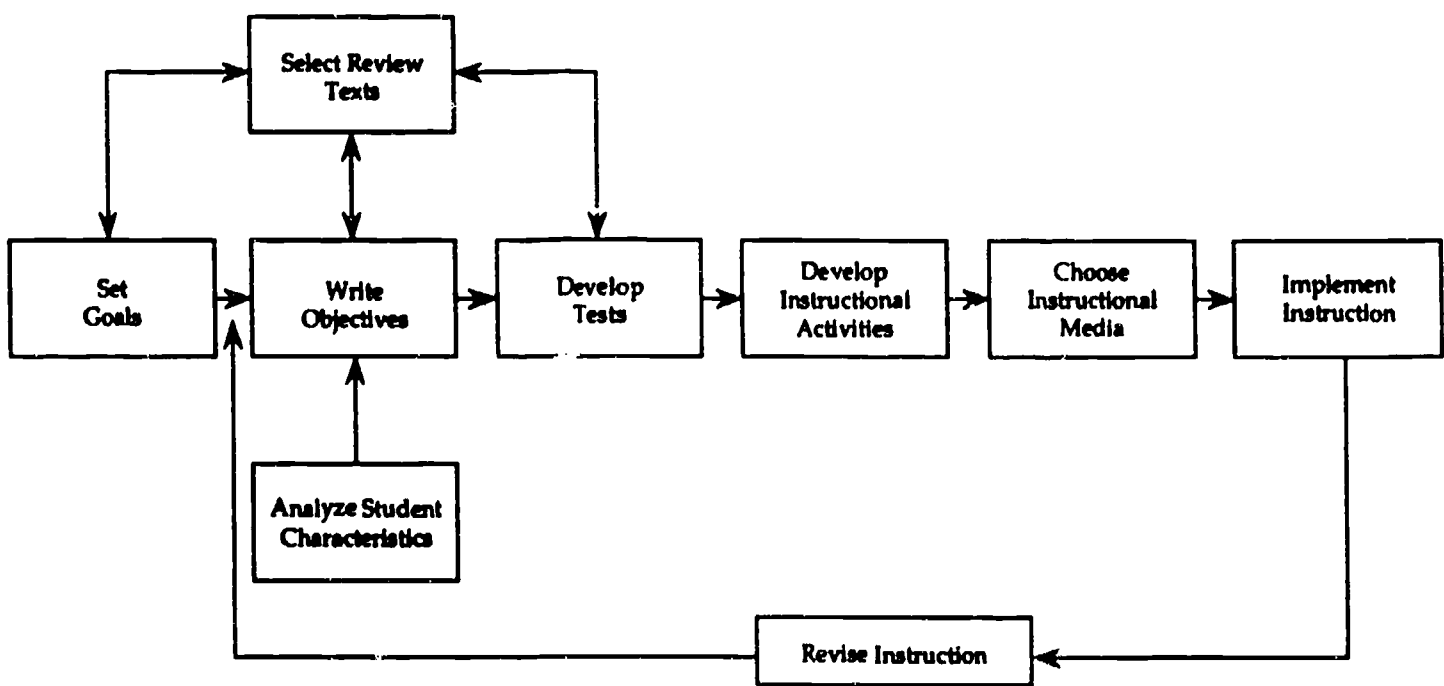 Select Review
Texts
Set
Goals
Write
Objectives
Develop
Tests
Develop
Instructional
Activities
Choose
Instructional
Media
Implement
Instruction
Analyze Student
Characteristics
Revise Instruction